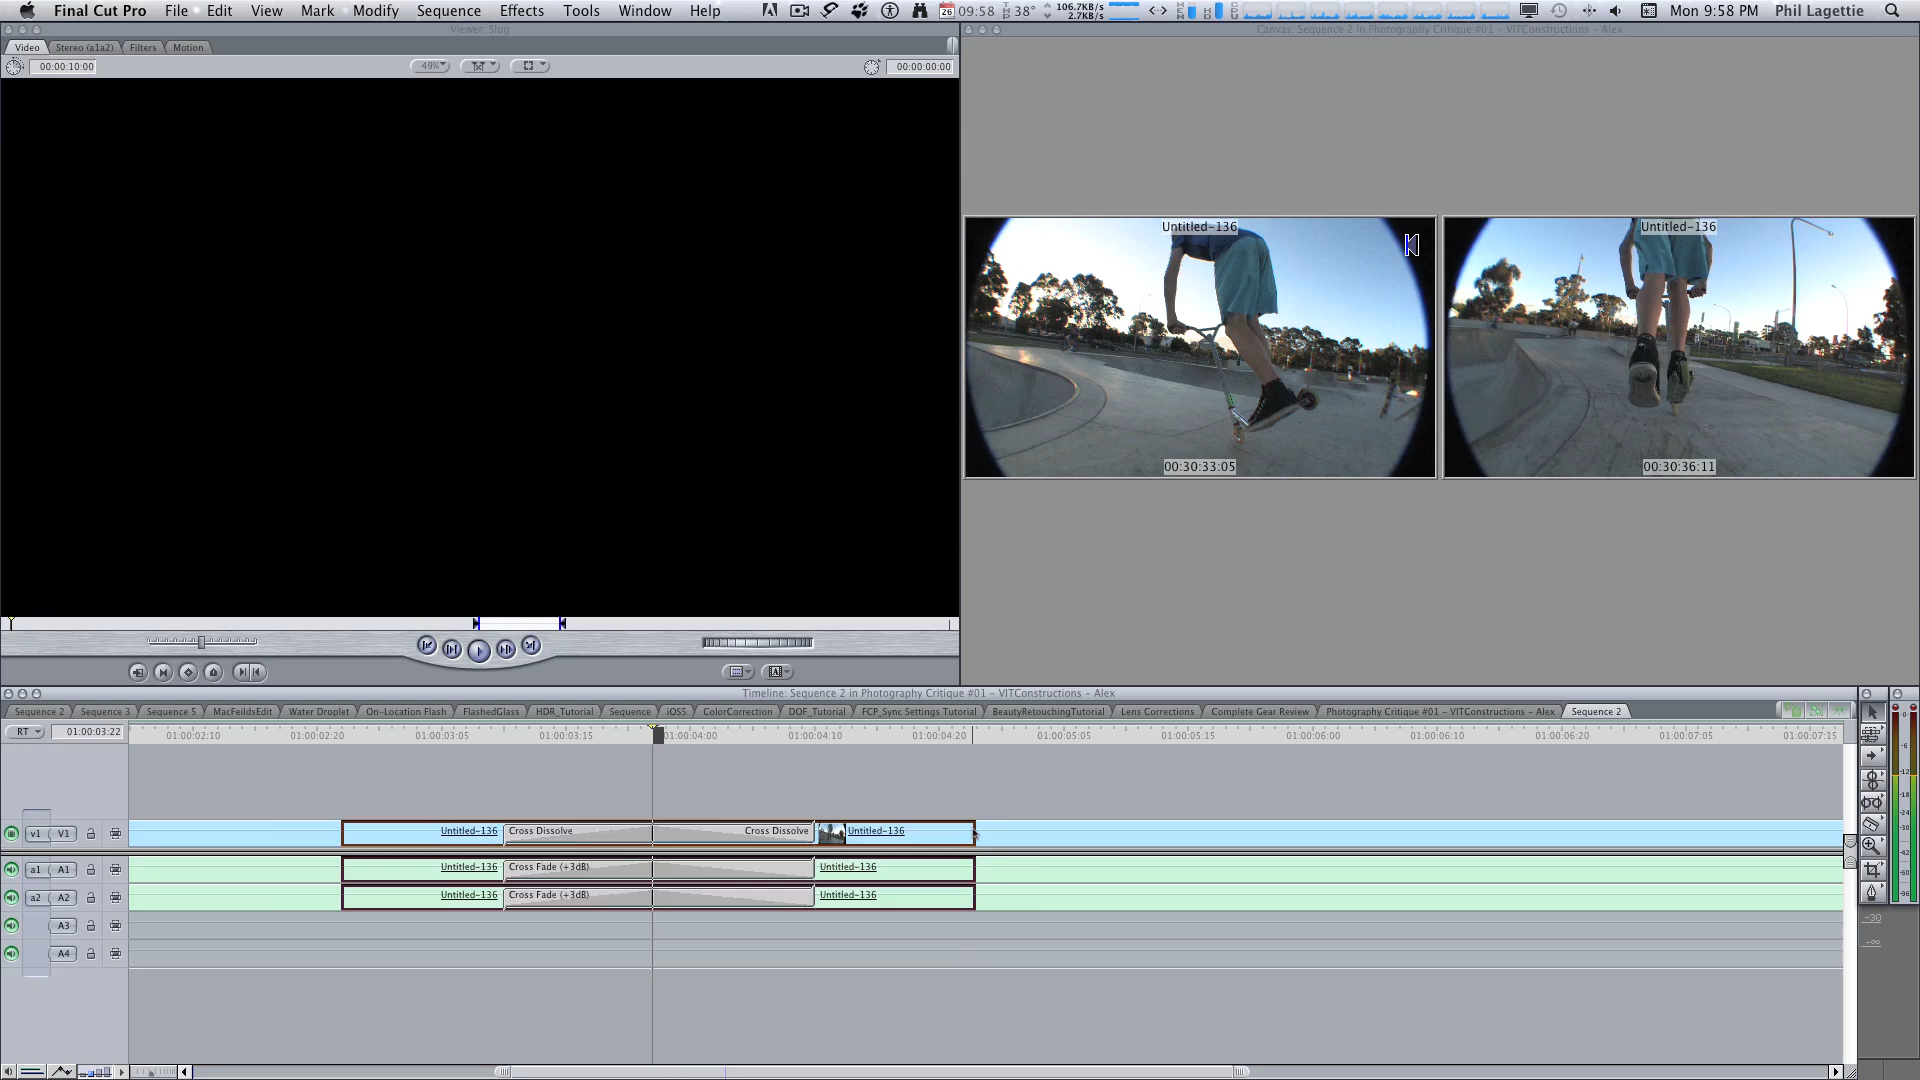 Final Cut Pro File Edit View Mark Modify Sequence Effects Tools Window Help 26 09:58 38° 106.7KB/s 2.7KB/s Mon 9:58 PM Phil Lagettie
Viewer: Slug
Canvas: Sequence 2 in Photography Critique #01 – VITConstructions – Alex
Video Stereo (a1a2) Filters Motion
00:00:10:00 49% 00:00:00:00
Untitled-136 Untitled-136
00:30:33:05 00:30:36:11
Timeline: Sequence 2 in Photography Critique #01 – VITConstructions – Alex
Sequence 2 Sequence 3 Sequence 5 MacFeildsEdit Water Droplet On-Location Flash FlashedGlass HDR_Tutorial Sequence iOS5 ColorCorrection DOF_Tutorial FCP_Sync Settings Tutorial BeautyRetouchingTutorial Lens Corrections Complete Gear Review Photography Critique #01 – VITConstructions – Alex Sequence 2
RT 01:00:03:22 01:00:02:10 01:00:02:20 01:00:03:05 01:00:03:15 01:00:04:00 01:00:04:10 01:00:04:20 01:00:05:05 01:00:05:15 01:00:06:00 01:00:06:10 01:00:06:20 01:00:07:05 01:00:07:15
v1 V1 Untitled-136 Cross Dissolve Cross Dissolve Untitled-136
a1 A1 Untitled-136 Cross Fade (+3dB) Untitled-136
a2 A2 Untitled-136 Cross Fade (+3dB) Untitled-136
A3
A4
-30
-∞